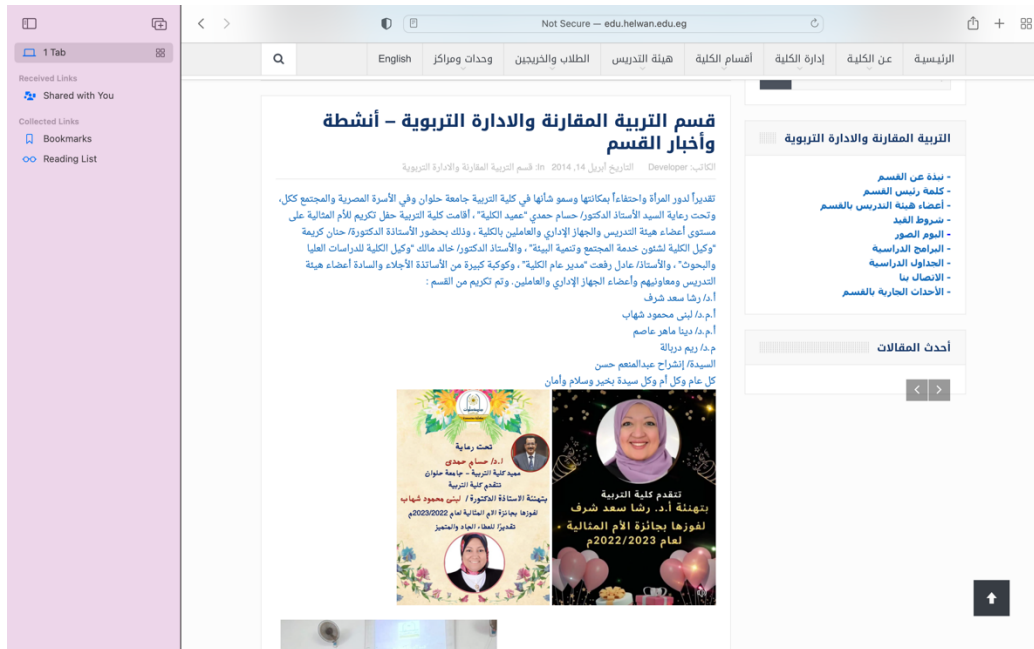 Not Secure — edu.helwan.edu.eg
1 Tab
Received Links
Shared with You
Collected Links
Bookmarks
Reading List
الرئيسية
عن الكلية
إدارة الكلية
أقسام الكلية
هيئة التدريس
الطلاب والخريجين
وحدات ومراكز
English
التربية المقارنة والادارة التربوية
- نبذة عن القسم
- كلمة رئيس القسم
- أعضاء هيئة التدريس بالقسم
- شروط القيد
- البوم الصور
- البرامج الدراسية
- الجداول الدراسية
- الاتصال بنا
- الأحداث الجارية بالقسم
أحدث المقالات
قسم التربية المقارنة والادارة التربوية – أنشطة
وأخبار القسم
الكاتب: Developer التاريخ أبريل 14, 2014 In: قسم التربية المقارنة والادارة التربوية
تقديراً لدور المرأة واحتفاءاً بمكانتها وسمو شأنها في كلية التربية جامعة حلوان وفي الأسرة المصرية والمجتمع ككل،
وتحت رعاية السيد الأستاذ الدكتور/ حسام حمدي "عميد الكلية" ، أقامت كلية التربية حفل تكريم للأم المثالية على
مستوى أعضاء هيئة التدريس والجهاز الإداري والعاملين بالكلية ، وذلك بحضور الأستاذة الدكتورة/ حنان كريمة
"وكيل الكلية لشئون خدمة المجتمع وتنمية البيئة" ، والأستاذ الدكتور/ خالد مالك "وكيل الكلية للدراسات العليا
والبحوث" ، والأستاذ/ عادل رفعت "مدير عام الكلية" ، وكوكبة كبيرة من الأساتذة الأجلاء والسادة أعضاء هيئة
التدريس ومعاونيهم وأعضاء الجهاز الإداري والعاملين. وتم تكريم من القسم :
أ.د/ رشا سعد شرف
أ.م.د/ لبنى محمود شهاب
أ.م.د/ دينا ماهر عاصم
م.د/ ريم دربالة
السيدة/ إنشراح عبدالمنعم حسن
كل عام وكل أم وكل سيدة بخير وسلام وأمان
تتقدم كلية التربية
بتهنئة أ.د. رشا سعد شرف
لفوزها بجائزة الأم المثالية
لعام 2022/2023م
تحت رعاية
أ.د/ حسام حمدي
عميد كلية التربية - جامعة حلوان
تتقدم كلية التربية
بتهنئة الاستاذة الدكتورة / لبنى محمود شهاب
لفوزها بجائزة الام المثالية لعام 2023/2022م
تقديرًا للعطاء الجاد والمتميز